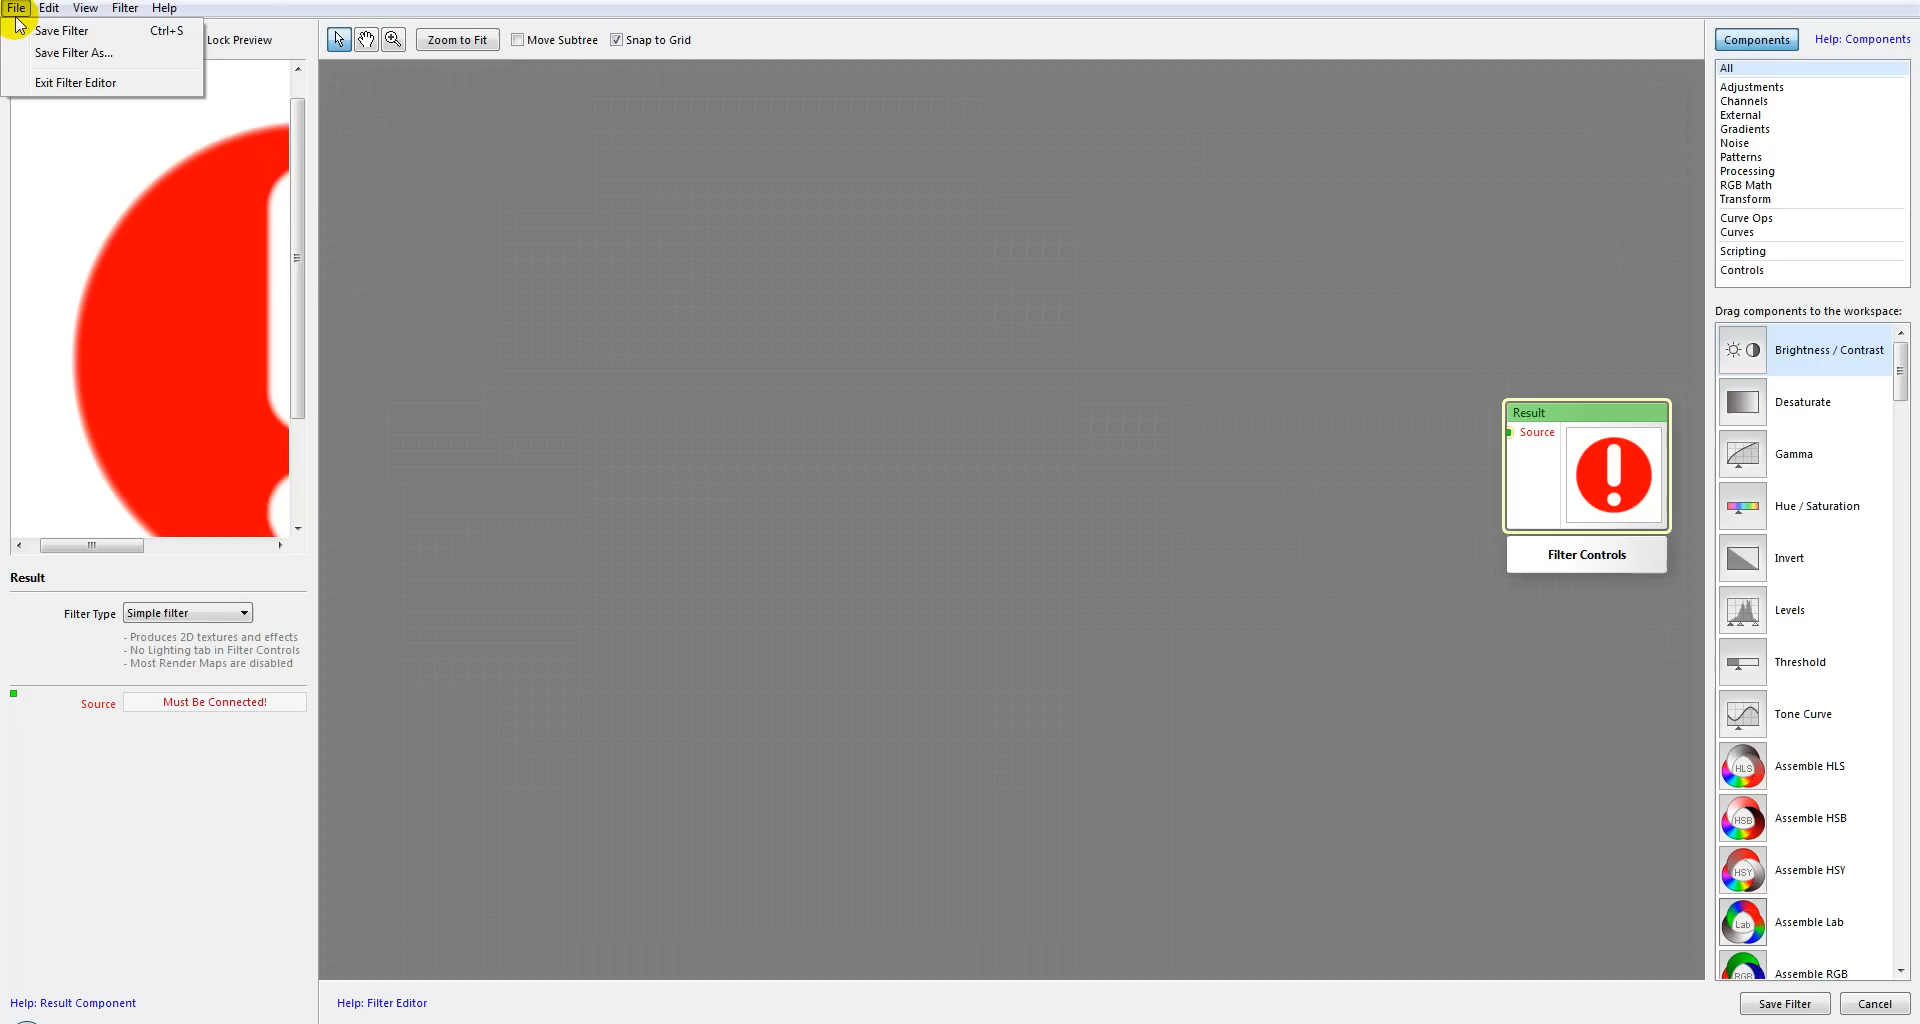 File Edit View Filter Help
Save Filter Ctrl+S
Save Filter As...
Exit Filter Editor
Lock Preview
Zoom to Fit Move Subtree Snap to Grid
Components Help: Components
All
Adjustments
Channels
External
Gradients
Noise
Patterns
Processing
RGB Math
Transform
Curve Ops
Curves
Scripting
Controls
Drag components to the workspace:
Brightness / Contrast
Desaturate
Gamma
Hue / Saturation
Invert
Levels
Threshold
Tone Curve
HLS Assemble HLS
HSB Assemble HSB
HSY Assemble HSY
Lab Assemble Lab
RGB Assemble RGB
Result
Source
Filter Controls
Result
Filter Type Simple filter
- Produces 2D textures and effects
- No Lighting tab in Filter Controls
- Most Render Maps are disabled
Source Must Be Connected!
Help: Result Component
Help: Filter Editor
Save Filter Cancel